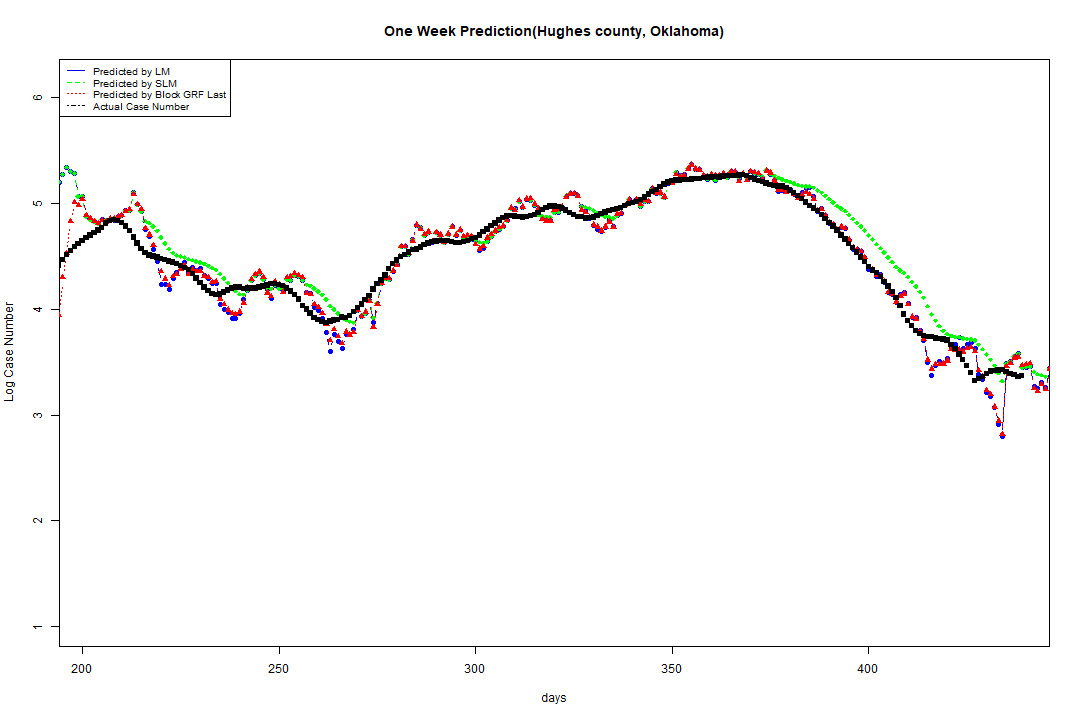 One Week Prediction(Hughes county, Oklahoma)
Predicted by LM
Predicted by SLM
Predicted by Block GRF Last
Actual Case Number
6
5
4
3
2
1
Log Case Number
200 250 300 350 400
days